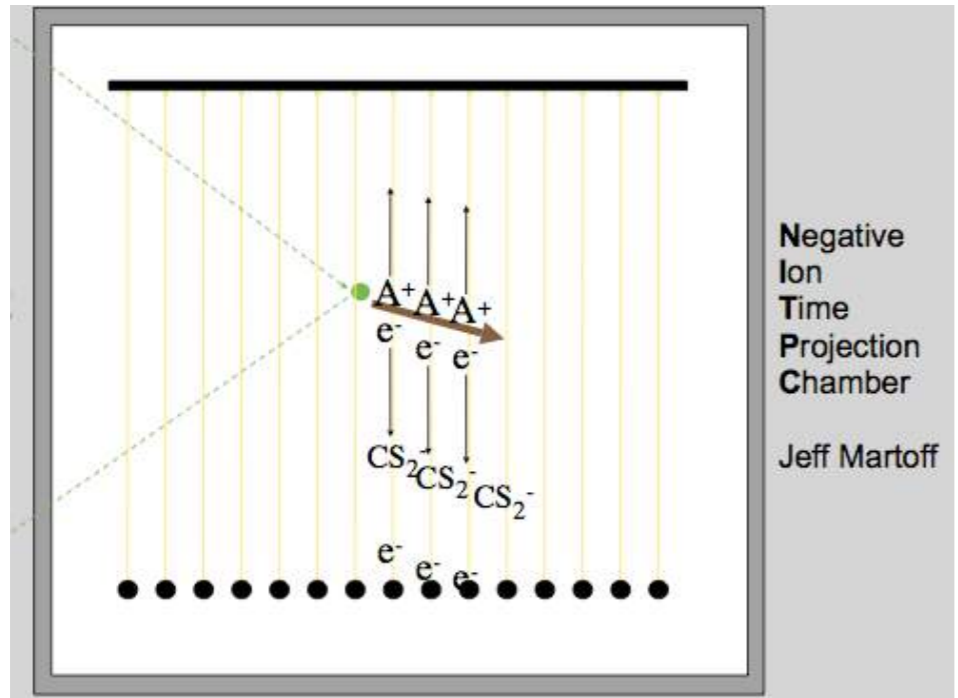 A⁺ A⁺ A⁺
e⁻ e⁻ e⁻
CS₂⁻ CS₂⁻ CS₂⁻
e⁻ e⁻ e⁻
Negative
Ion
Time
Projection
Chamber
Jeff Martoff